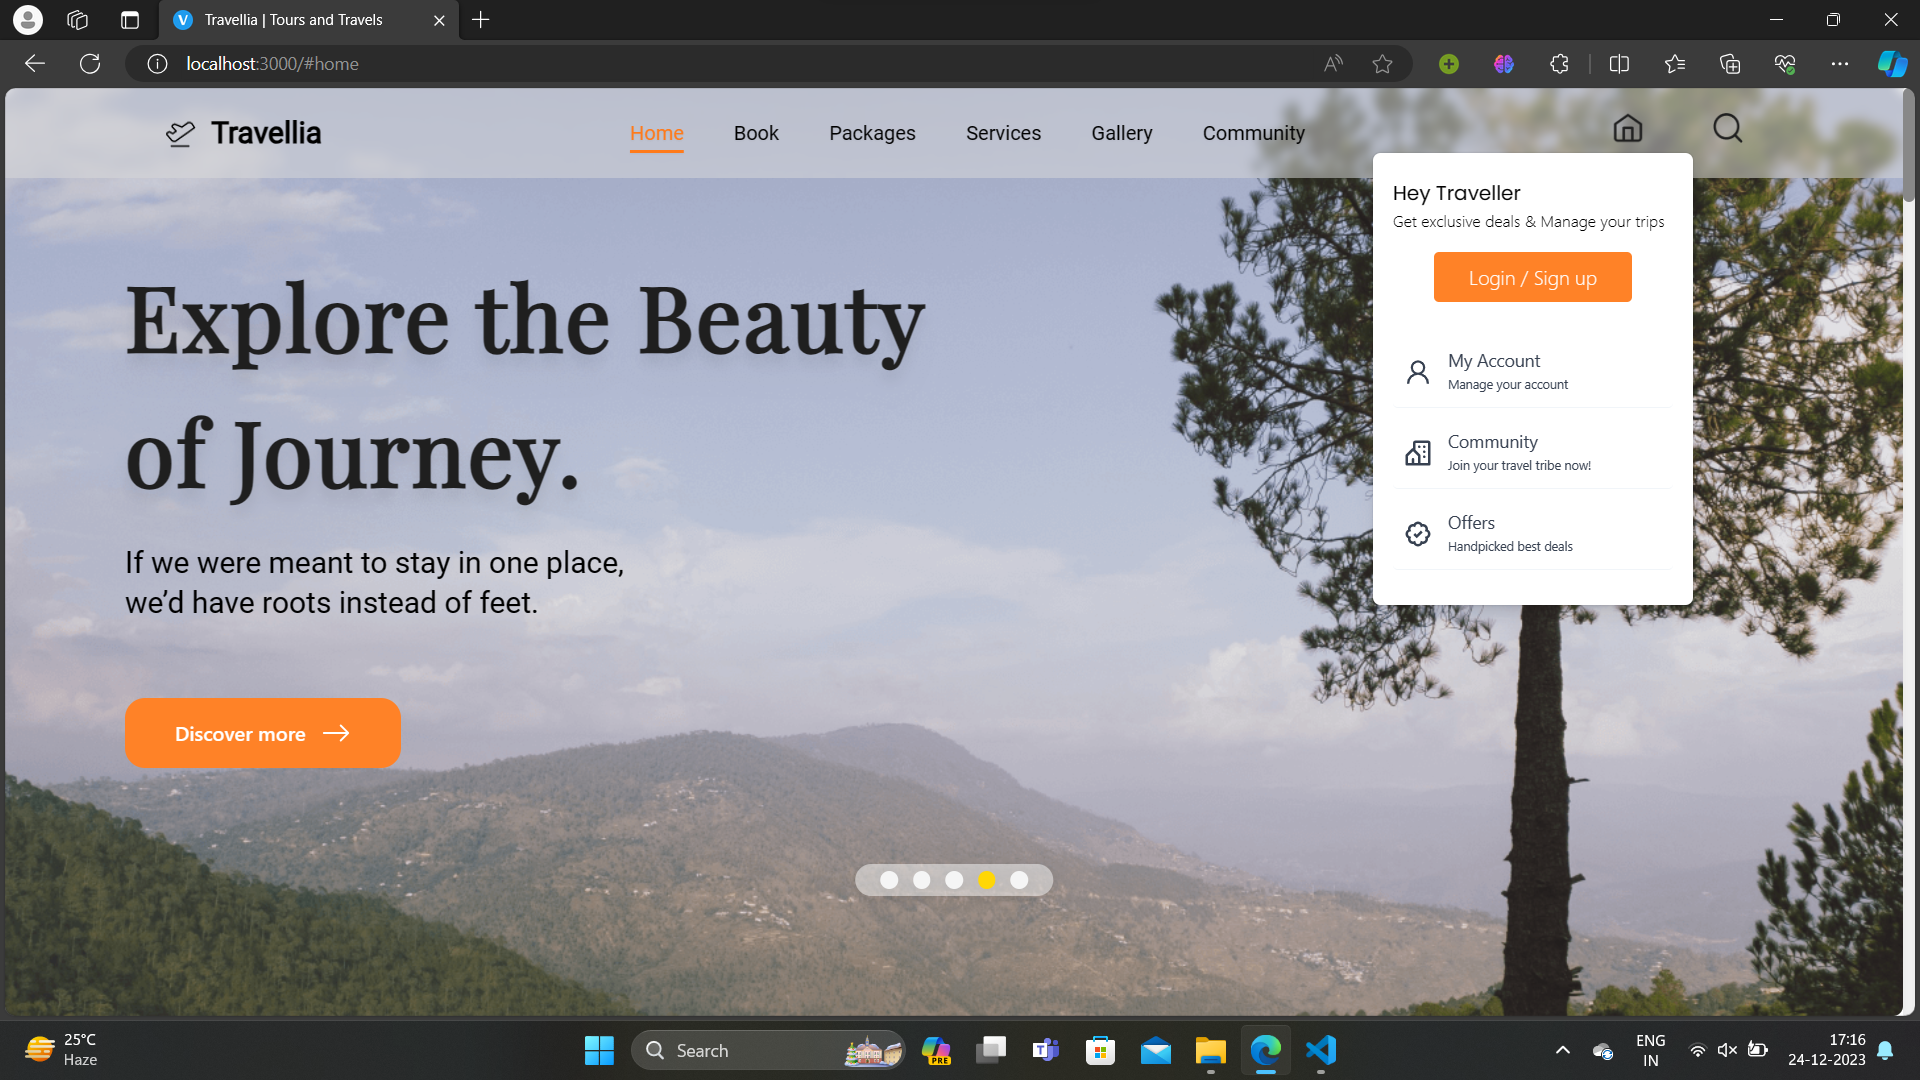 Travellia | Tours and Travels
localhost:3000/#home
Travellia
Home Book Packages Services Gallery Community
Hey Traveller
Get exclusive deals & Manage your trips
Login / Sign up
My Account
Manage your account
Community
Join your travel tribe now!
Offers
Handpicked best deals
Explore the Beauty
of Journey.
If we were meant to stay in one place,
we’d have roots instead of feet.
Discover more
25°C
Haze
Search
PRE
ENG
IN
17:16
24-12-2023